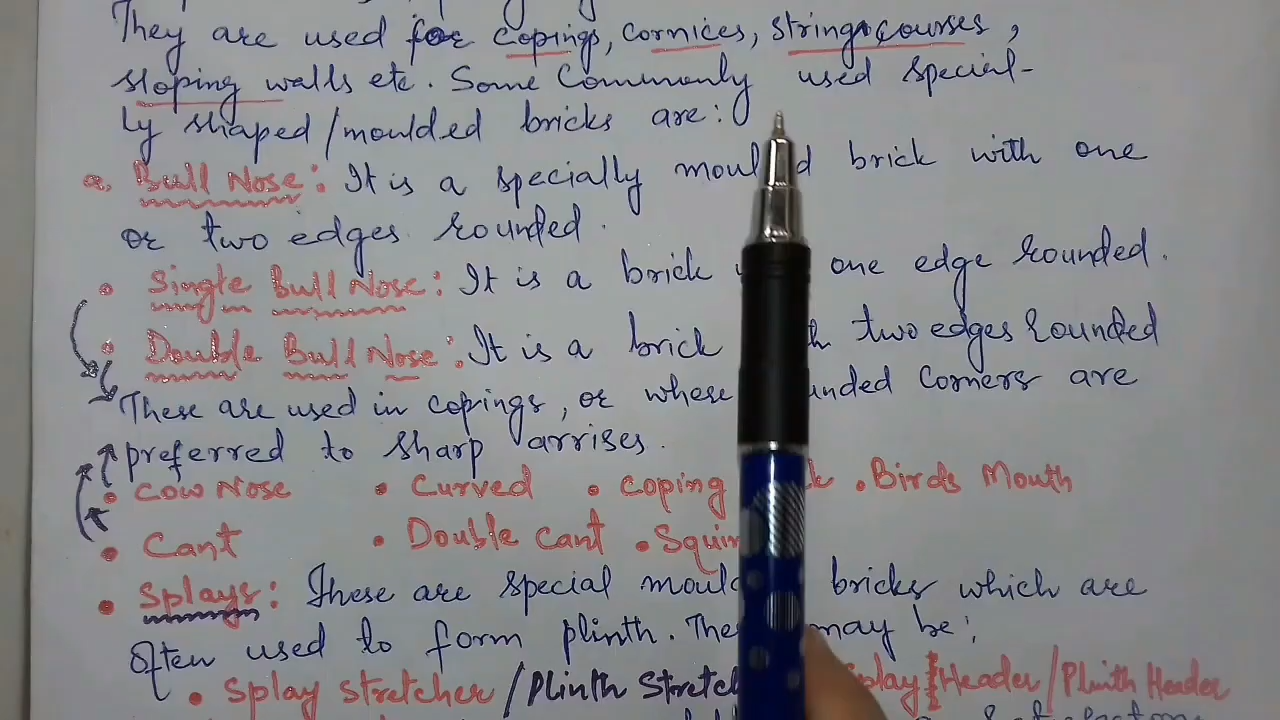 They are used for copings, cornices, string courses,
sloping walls etc. Some Commonly used special-
ly shaped/moulded bricks are:
a. Bull Nose: It is a specially mould d brick with one
or two edges rounded.
• Single Bull Nose: It is a brick one edge rounded.
• Double Bull Nose: It is a brick h two edges rounded
These are used in copings, or where unded corners are
preferred to sharp arrises.
• Cow Nose • Curved • Coping k • Birds Mouth
• Cant • Double Cant • Squin
• Splays: These are special mould bricks which are
often used to form plinth. The may be:
• Splay Stretcher/Plinth Stretch Splay Header/Plinth Header